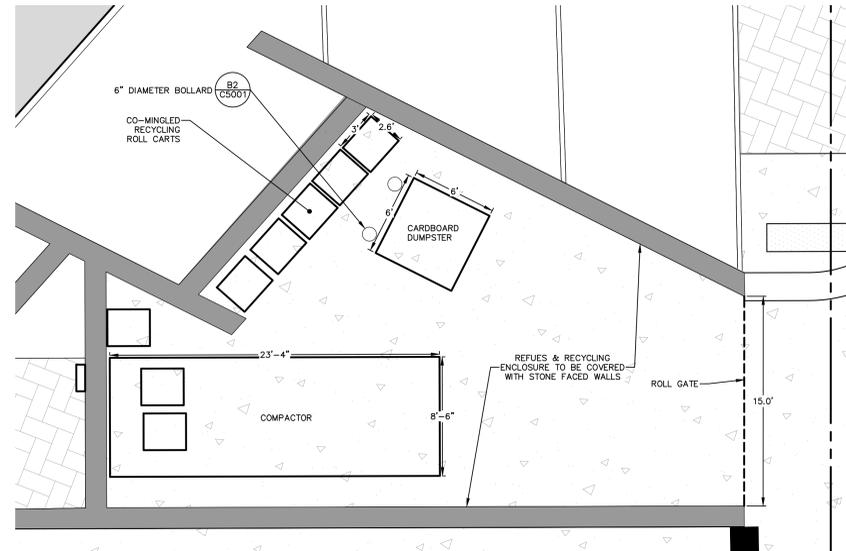 6" DIAMETER BOLLARD
B2
C5001
CO-MINGLED
RECYCLING
ROLL CARTS
3'
2.6'
6'
6'
CARDBOARD
DUMPSTER
23'-4"
COMPACTOR
8'-6"
REFUES & RECYCLING
ENCLOSURE TO BE COVERED
WITH STONE FACED WALLS
ROLL GATE
15.0'